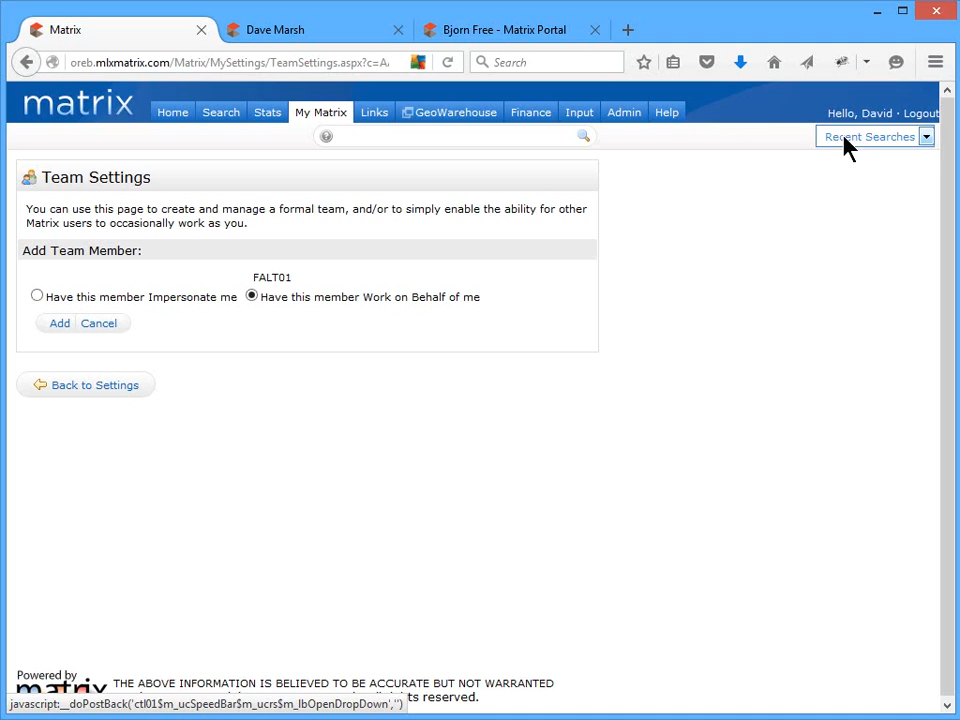 Matrix
Dave Marsh
Bjorn Free - Matrix Portal
oreb.mlxmatrix.com/Matrix/MySettings/TeamSettings.aspx?c=A
Search
matrix
Home Search Stats My Matrix Links GeoWarehouse Finance Input Admin Help
Hello, David · Logout
Recent Searches
Team Settings
You can use this page to create and manage a formal team, and/or to simply enable the ability for other
Matrix users to occasionally work as you.
Add Team Member:
FALT01
Have this member Impersonate me Have this member Work on Behalf of me
Add Cancel
Back to Settings
Powered by
matrix
THE ABOVE INFORMATION IS BELIEVED TO BE ACCURATE BUT NOT WARRANTED
ts reserved.
javascript:__doPostBack('ctl01$m_ucSpeedBar$m_ucrs$m_lbOpenDropDown','')